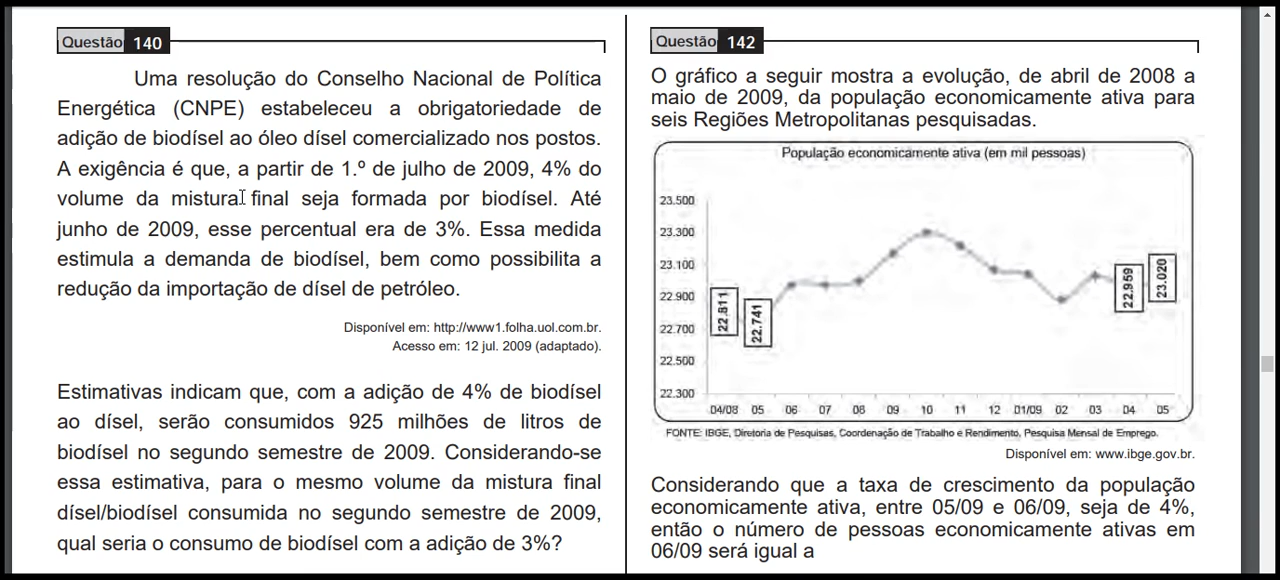 Questão 140
Uma resolução do Conselho Nacional de Política
Energética (CNPE) estabeleceu a obrigatoriedade de
adição de biodísel ao óleo dísel comercializado nos postos.
A exigência é que, a partir de 1.º de julho de 2009, 4% do
volume da mistura final seja formada por biodísel. Até
junho de 2009, esse percentual era de 3%. Essa medida
estimula a demanda de biodísel, bem como possibilita a
redução da importação de dísel de petróleo.
Disponível em: http://www1.folha.uol.com.br.
Acesso em: 12 jul. 2009 (adaptado).
Estimativas indicam que, com a adição de 4% de biodísel
ao dísel, serão consumidos 925 milhões de litros de
biodísel no segundo semestre de 2009. Considerando-se
essa estimativa, para o mesmo volume da mistura final
dísel/biodísel consumida no segundo semestre de 2009,
qual seria o consumo de biodísel com a adição de 3%?
Questão 142
O gráfico a seguir mostra a evolução, de abril de 2008 a
maio de 2009, da população economicamente ativa para
seis Regiões Metropolitanas pesquisadas.
População economicamente ativa (em mil pessoas)
23.500
23.300
23.100
22.900
22.700
22.500
22.300
22.811
22.741
22.959
23.020
04/08 05 06 07 08 09 10 11 12 01/09 02 03 04 05
FONTE: IBGE, Diretoria de Pesquisas, Coordenação de Trabalho e Rendimento, Pesquisa Mensal de Emprego.
Disponível em: www.ibge.gov.br.
Considerando que a taxa de crescimento da população
economicamente ativa, entre 05/09 e 06/09, seja de 4%,
então o número de pessoas economicamente ativas em
06/09 será igual a